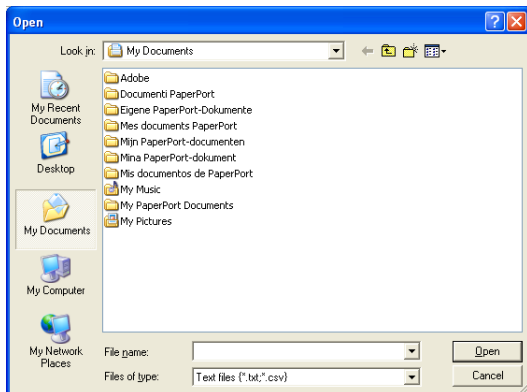 Open
Look in: My Documents
My Recent
Documents
Desktop
My Documents
My Computer
My Network
Places
Adobe
Documenti PaperPort
Eigene PaperPort-Dokumente
Mes documents PaperPort
Mijn PaperPort-documenten
Mina PaperPort-dokument
Mis documentos de PaperPort
My Music
My PaperPort Documents
My Pictures
File name:
Open
Files of type: Text files {*.txt;*.csv}
Cancel